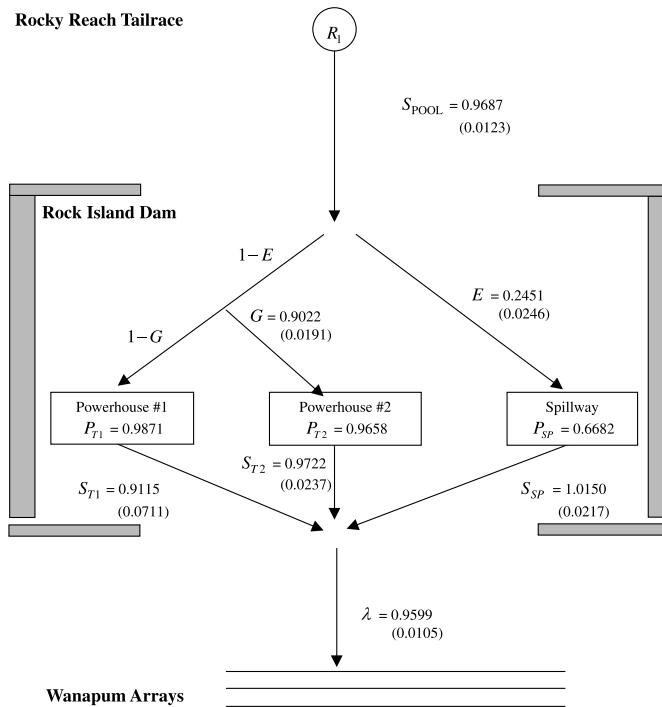 Rocky Reach Tailrace
R1
SPOOL = 0.9687
(0.0123)
Rock Island Dam
1−E
E = 0.2451
(0.0246)
G = 0.9022
(0.0191)
1−G
Powerhouse #1
PT1 = 0.9871
Powerhouse #2
PT2 = 0.9658
Spillway
PSP = 0.6682
ST1 = 0.9115
(0.0711)
ST2 = 0.9722
(0.0237)
SSP = 1.0150
(0.0217)
λ = 0.9599
(0.0105)
Wanapum Arrays